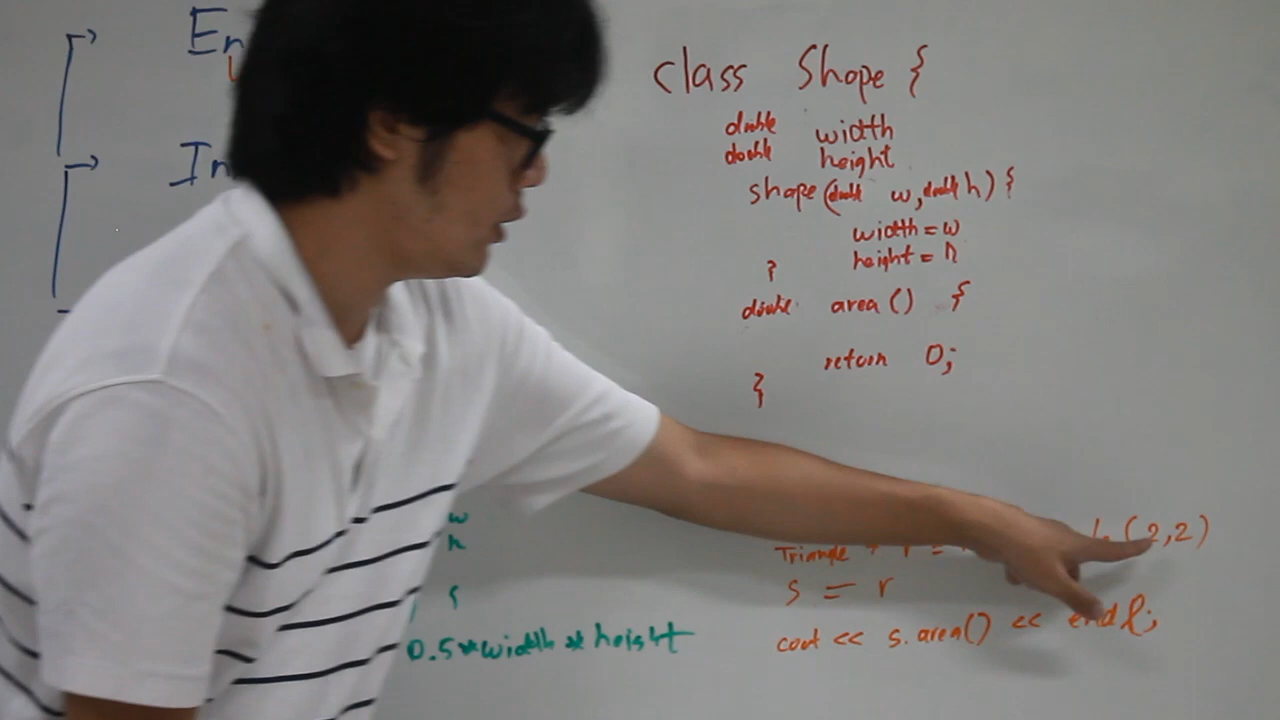 En
In
class Shape {
double width
double height
shape(double w, double h) {
width = w
height = h
}
double area() {
return 0;
}
w
h
{
0.5*width*height
Triangle * r = (2,2)
s = r
cout << s.area() << endl;